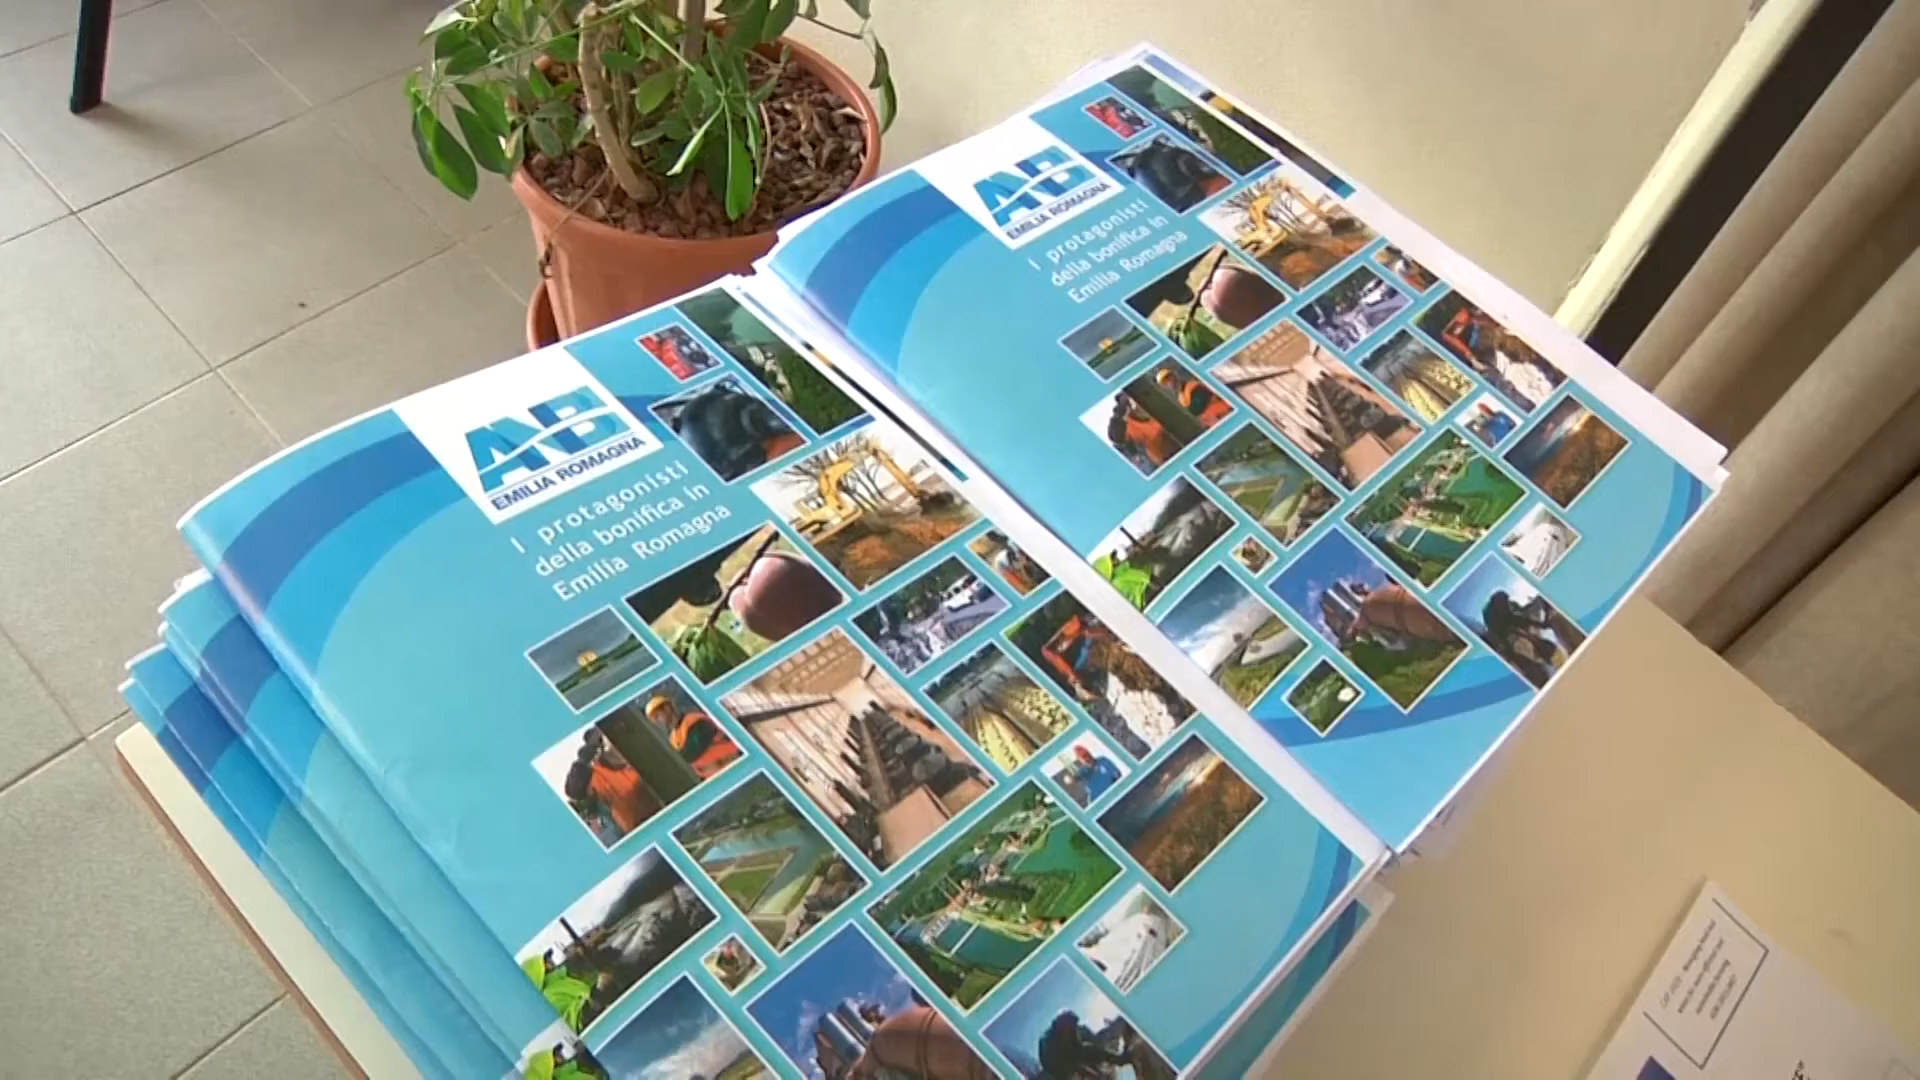 ANB
EMILIA ROMAGNA
I protagonisti
della bonifica in
Emilia Romagna
ANB
EMILIA ROMAGNA
I protagonisti
della bonifica in
Emilia Romagna